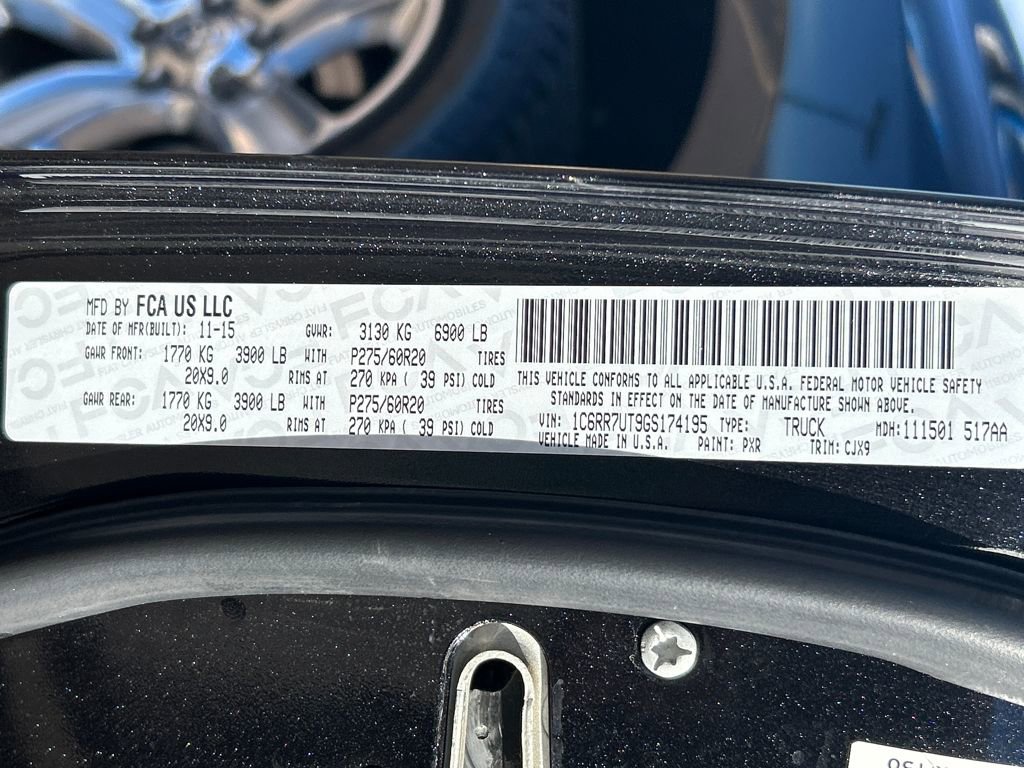 MFD BY FCA US LLC
DATE OF MFR(BUILT): 11-15 GVWR: 3130 KG 6900 LB
GAWR FRONT: 1770 KG 3900 LB WITH P275/60R20 TIRES
20X9.0 RIMS AT 270 KPA ( 39 PSI) COLD
GAWR REAR: 1770 KG 3900 LB WITH P275/60R20 TIRES
20X9.0 RIMS AT 270 KPA ( 39 PSI) COLD
THIS VEHICLE CONFORMS TO ALL APPLICABLE U.S.A. FEDERAL MOTOR VEHICLE SAFETY
STANDARDS IN EFFECT ON THE DATE OF MANUFACTURE SHOWN ABOVE.
VIN: 1C6RR7UT9GS174195 TYPE: TRUCK MDH:111501 517AA
VEHICLE MADE IN U.S.A. PAINT: PXR TRIM: CJX9